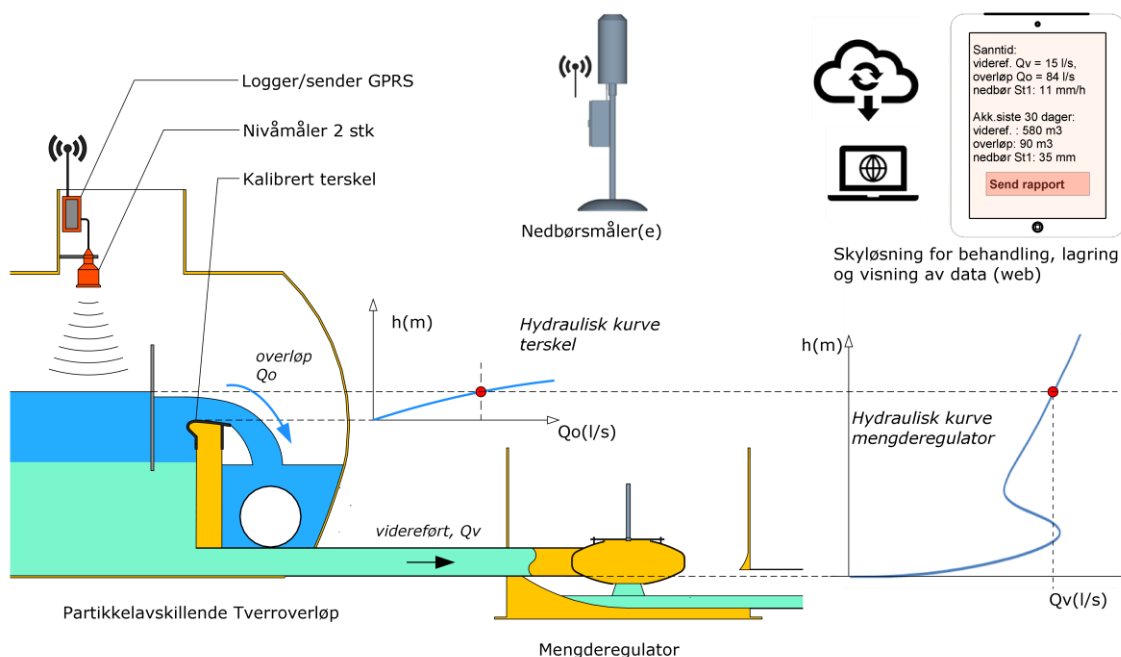 Logger/sender GPRS
Nivåmåler 2 stk
Kalibrert terskel
Nedbørsmåler(e)
Sanntid:
videref. Qv = 15 l/s,
overløp Qo = 84 l/s
nedbør St1: 11 mm/h
Akk.siste 30 dager:
videref. : 580 m3
overløp: 90 m3
nedbør St1: 35 mm
Send rapport
Skyløsning for behandling, lagring
og visning av data (web)
overløp
Qo
h(m)
Hydraulisk kurve
terskel
Qo(l/s)
h(m)
Hydraulisk kurve
mengderegulator
Qv(l/s)
videreført, Qv
Partikkelavskillende Tverroverløp
Mengderegulator